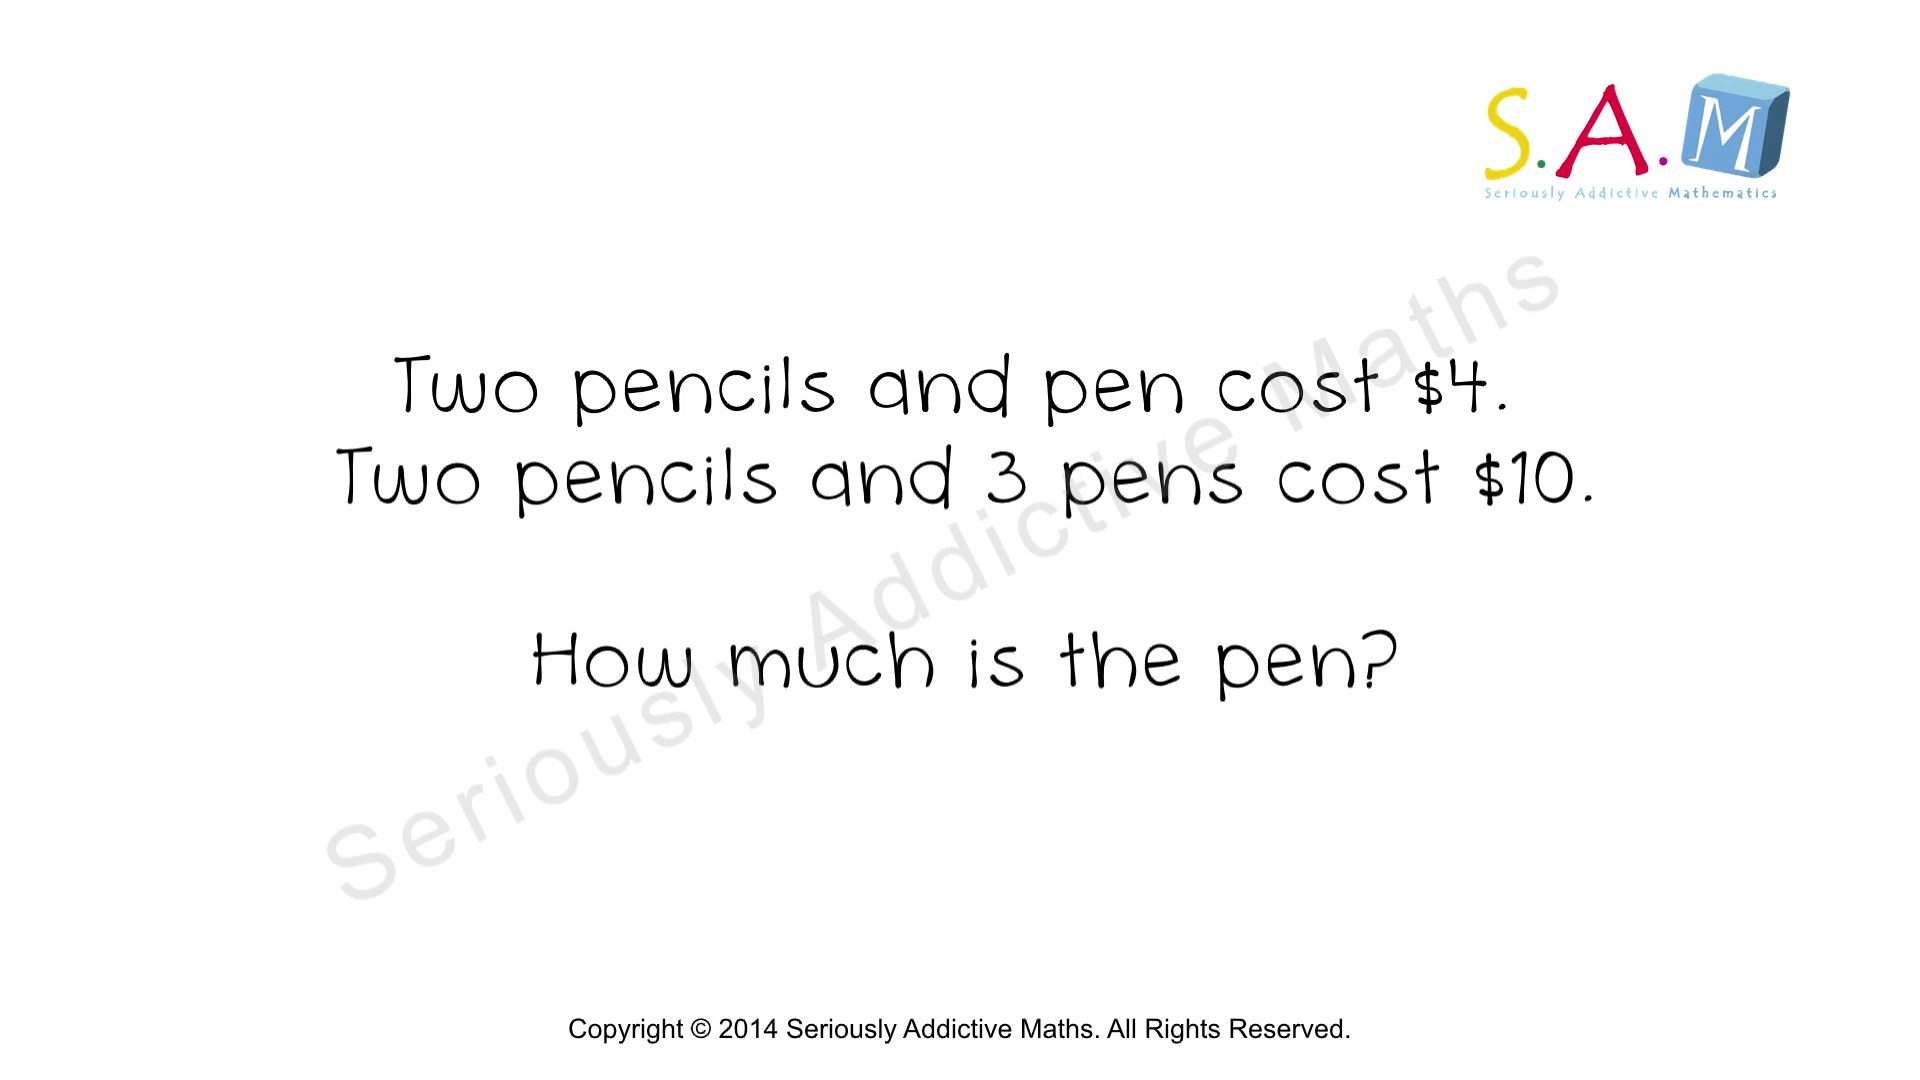 S.A.M
Seriously Addictive Mathematics
Two pencils and pen cost $4.
Two pencils and 3 pens cost $10.
How much is the pen?
Seriously Addictive Maths
Copyright © 2014 Seriously Addictive Maths. All Rights Reserved.